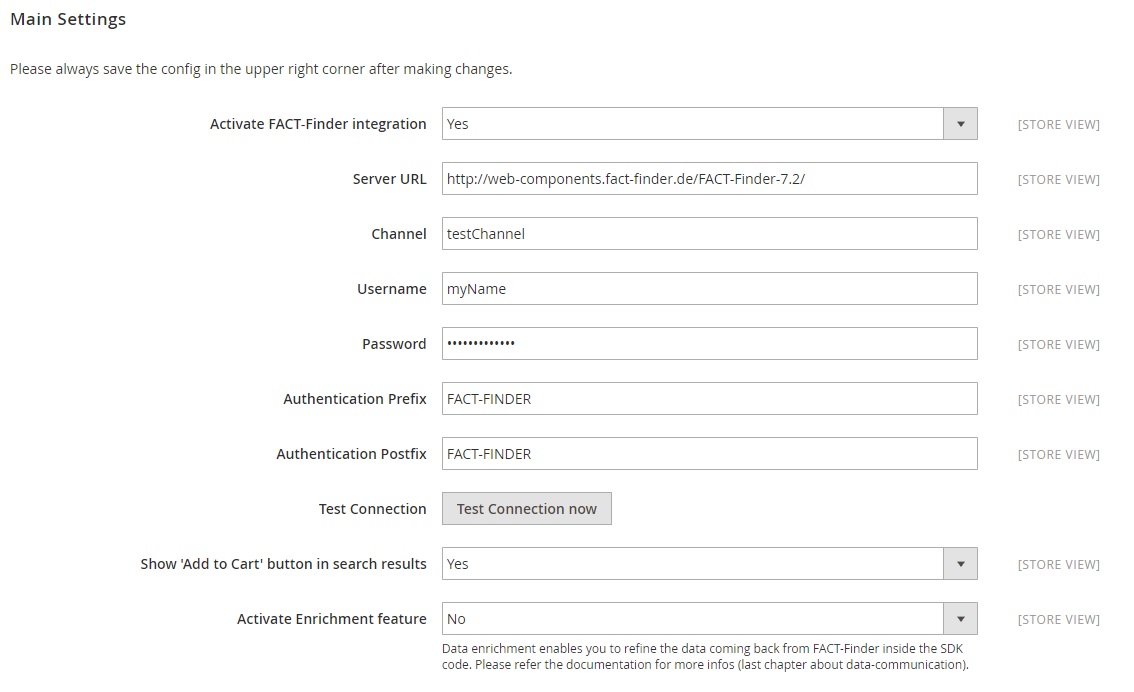 Main Settings
Please always save the config in the upper right corner after making changes.
Activate FACT-Finder integration Yes [STORE VIEW]
Server URL http://web-components.fact-finder.de/FACT-Finder-7.2/ [STORE VIEW]
Channel testChannel [STORE VIEW]
Username myName [STORE VIEW]
Password ••••••••••••• [STORE VIEW]
Authentication Prefix FACT-FINDER [STORE VIEW]
Authentication Postfix FACT-FINDER [STORE VIEW]
Test Connection Test Connection now
Show 'Add to Cart' button in search results Yes [STORE VIEW]
Activate Enrichment feature No [STORE VIEW]
Data enrichment enables you to refine the data coming back from FACT-Finder inside the SDK
code. Please refer the documentation for more infos (last chapter about data-communication).